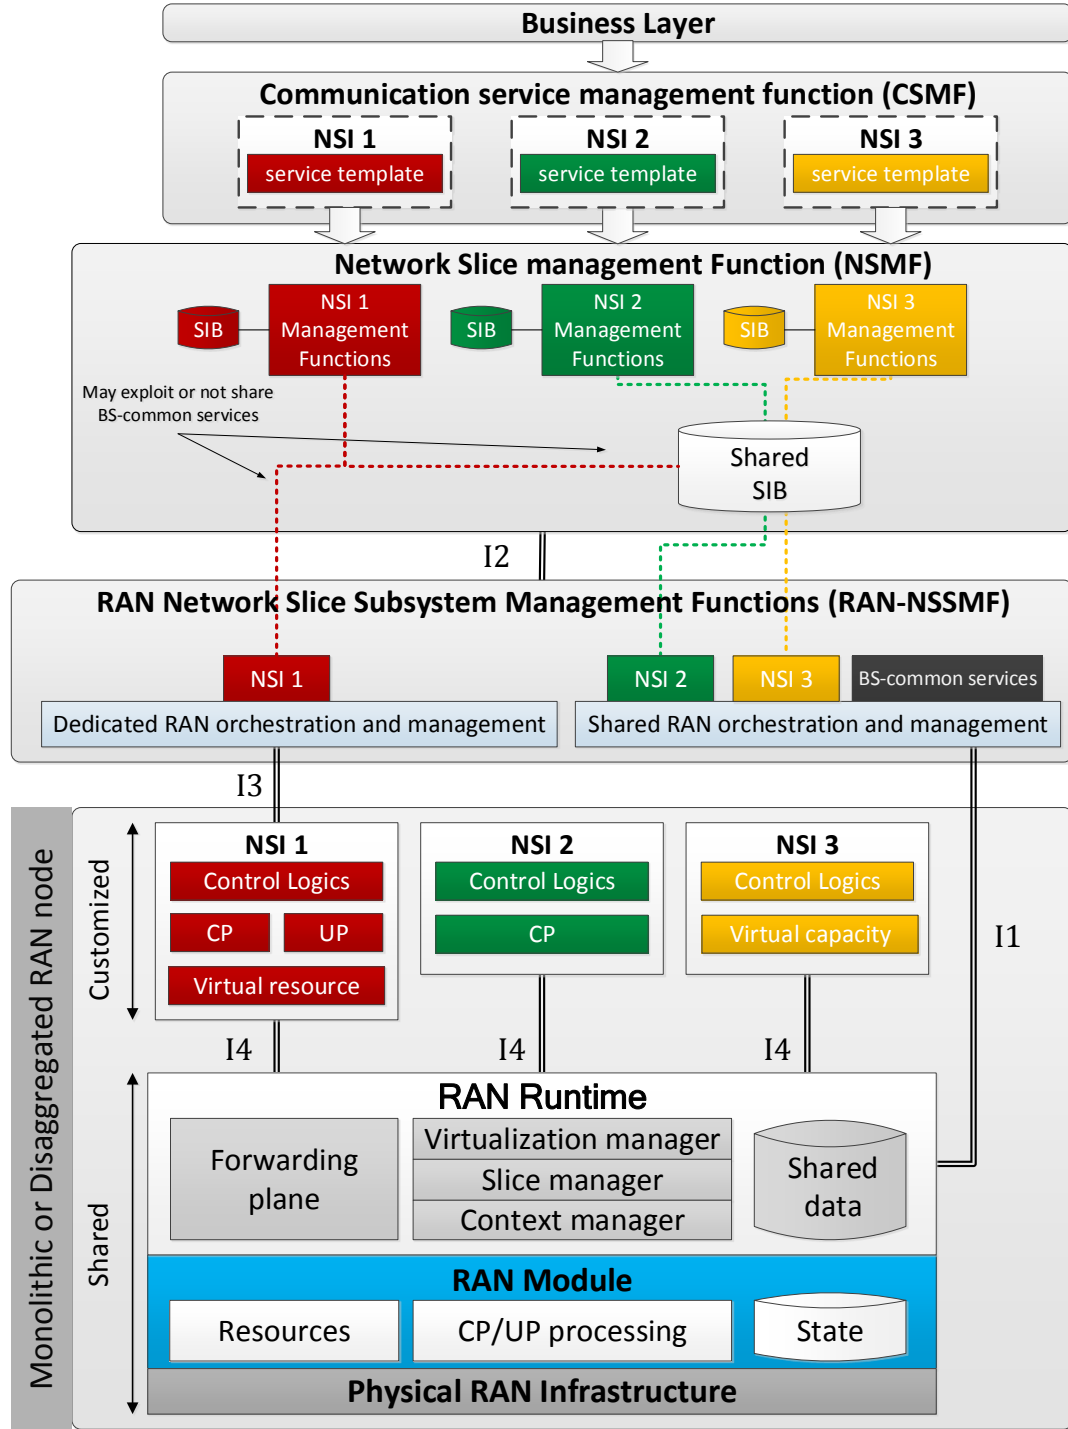 Business Layer
Communication service management function (CSMF)
NSI 1
service template
NSI 2
service template
NSI 3
service template
Network Slice management Function (NSMF)
SIB
NSI 1
Management
Functions
SIB
NSI 2
Management
Functions
SIB
NSI 3
Management
Functions
May exploit or not share
BS-common services
Shared
SIB
I2
RAN Network Slice Subsystem Management Functions (RAN-NSSMF)
NSI 1
Dedicated RAN orchestration and management
NSI 2
NSI 3
BS-common services
Shared RAN orchestration and management
I3
I1
Monolithic or Disaggregated RAN node
Customized
NSI 1
Control Logics
CP
UP
Virtual resource
NSI 2
Control Logics
CP
NSI 3
Control Logics
Virtual capacity
I4
I4
I4
Shared
RAN Runtime
Forwarding
plane
Virtualization manager
Slice manager
Context manager
Shared
data
RAN Module
Resources
CP/UP processing
State
Physical RAN Infrastructure